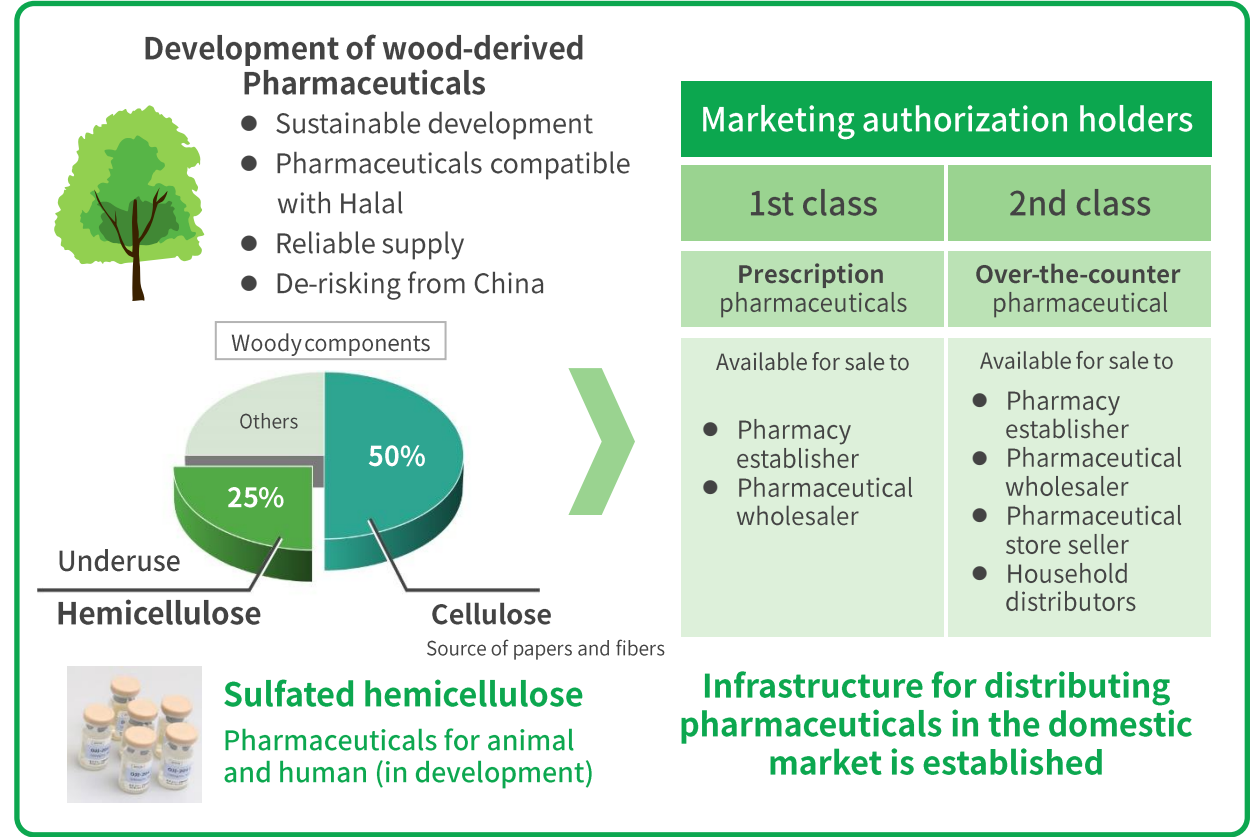 Development of wood-derived
Pharmaceuticals
● Sustainable development
● Pharmaceuticals compatible
with Halal
● Reliable supply
● De-risking from China
Woody components
Others
50%
25%
Underuse
Hemicellulose
Cellulose
Source of papers and fibers
Sulfated hemicellulose
Pharmaceuticals for animal
and human (in development)
Marketing authorization holders
1st class
2nd class
Prescription
pharmaceuticals
Over-the-counter
pharmaceutical
Available for sale to
● Pharmacy
establisher
● Pharmaceutical
wholesaler
Available for sale to
● Pharmacy
establisher
● Pharmaceutical
wholesaler
● Pharmaceutical
store seller
● Household
distributors
Infrastructure for distributing
pharmaceuticals in the domestic
market is established